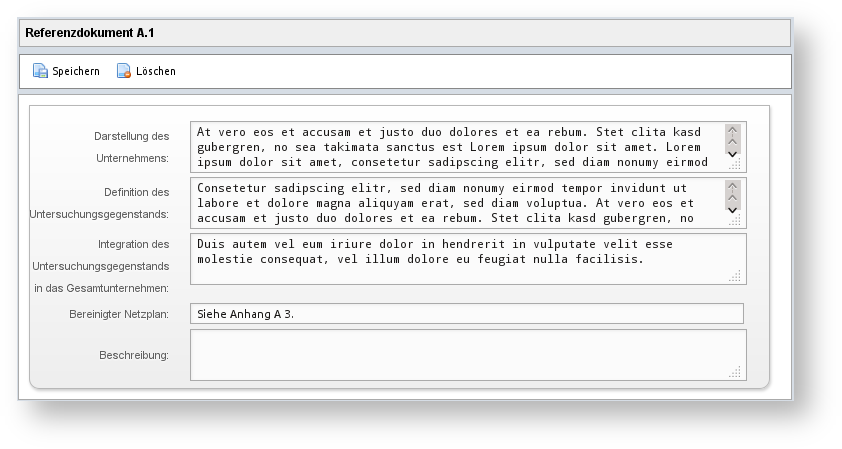 Referenzdokument A.1
Speichern Löschen
Darstellung des
Unternehmens:
At vero eos et accusam et justo duo dolores et ea rebum. Stet clita kasd
gubergren, no sea takimata sanctus est Lorem ipsum dolor sit amet. Lorem
ipsum dolor sit amet, consetetur sadipscing elitr, sed diam nonumy eirmod
Definition des
Untersuchungsgegenstands:
Consetetur sadipscing elitr, sed diam nonumy eirmod tempor invidunt ut
labore et dolore magna aliquyam erat, sed diam voluptua. At vero eos et
accusam et justo duo dolores et ea rebum. Stet clita kasd gubergren, no
Integration des
Untersuchungsgegenstands
in das Gesamtunternehmen:
Duis autem vel eum iriure dolor in hendrerit in vulputate velit esse
molestie consequat, vel illum dolore eu feugiat nulla facilisis.
Bereinigter Netzplan:
Siehe Anhang A 3.
Beschreibung: